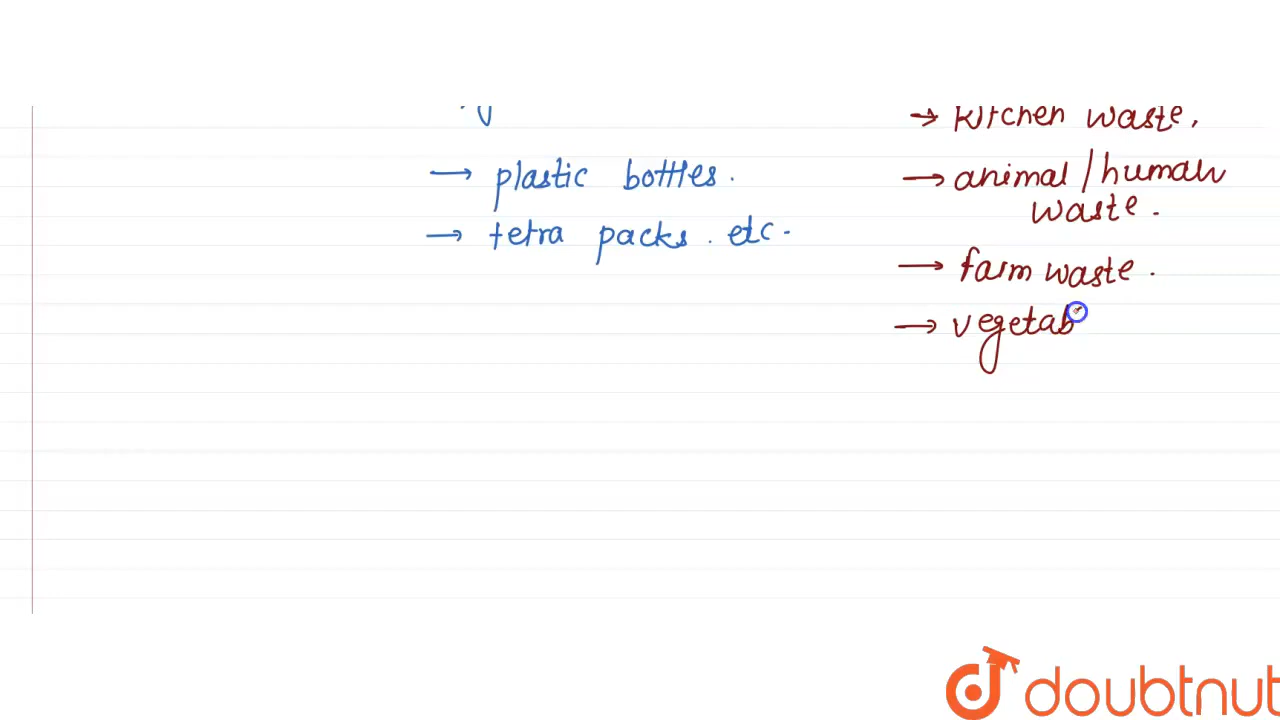 → kitchen waste.
→ plastic bottles.
→ animal / human
waste.
→ tetra packs. etc.
→ farm waste.
→ vegetab
doubtnut